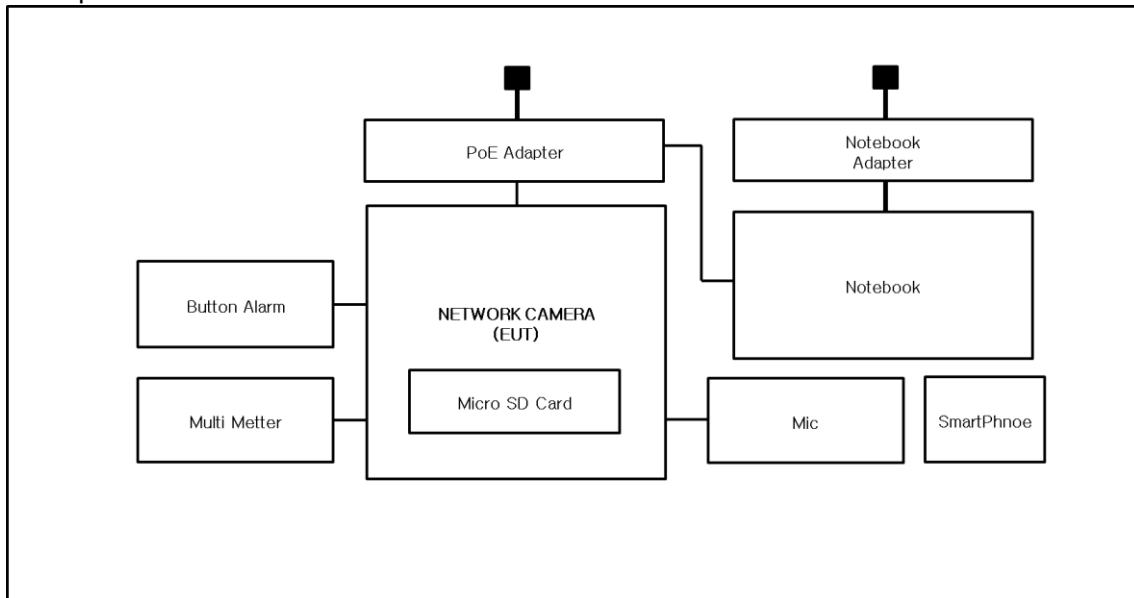 PoE Adapter
Notebook
Adapter
Button Alarm
NETWORK CAMERA
(EUT)
Notebook
Micro SD Card
Multi Metter
Mic
SmartPhnoe